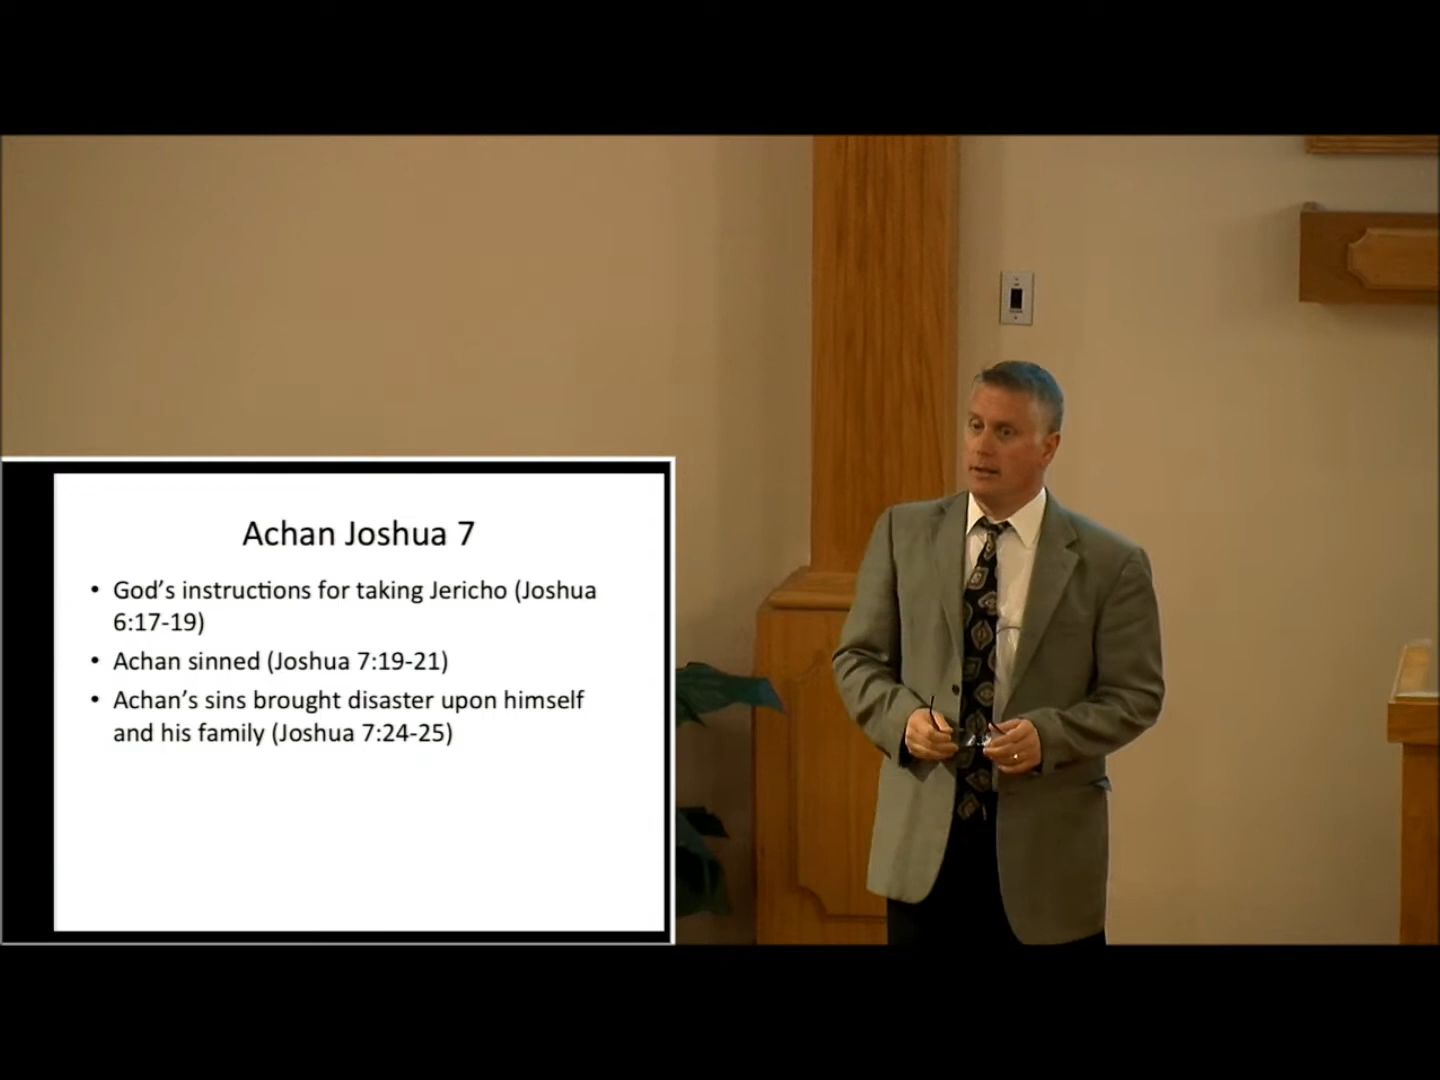 Achan Joshua 7
• God's instructions for taking Jericho (Joshua
6:17-19)
• Achan sinned (Joshua 7:19-21)
• Achan's sins brought disaster upon himself
and his family (Joshua 7:24-25)